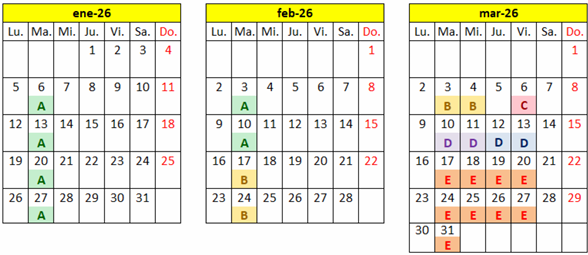 ene-26
Lu. Ma. Mi. Ju. Vi. Sa. Do.
1 2 3 4
5 6 7 8 9 10 11
A
12 13 14 15 16 17 18
A
19 20 21 22 23 24 25
A
26 27 28 29 30 31
A
feb-26
Lu. Ma. Mi. Ju. Vi. Sa. Do.
1
2 3 4 5 6 7 8
A
9 10 11 12 13 14 15
A
16 17 18 19 20 21 22
B
23 24 25 26 27 28
B
mar-26
Lu. Ma. Mi. Ju. Vi. Sa. Do.
1
2 3 4 5 6 7 8
B B C
9 10 11 12 13 14 15
D D D D
16 17 18 19 20 21 22
E E E E
23 24 25 26 27 28 29
E E E E
30 31
E